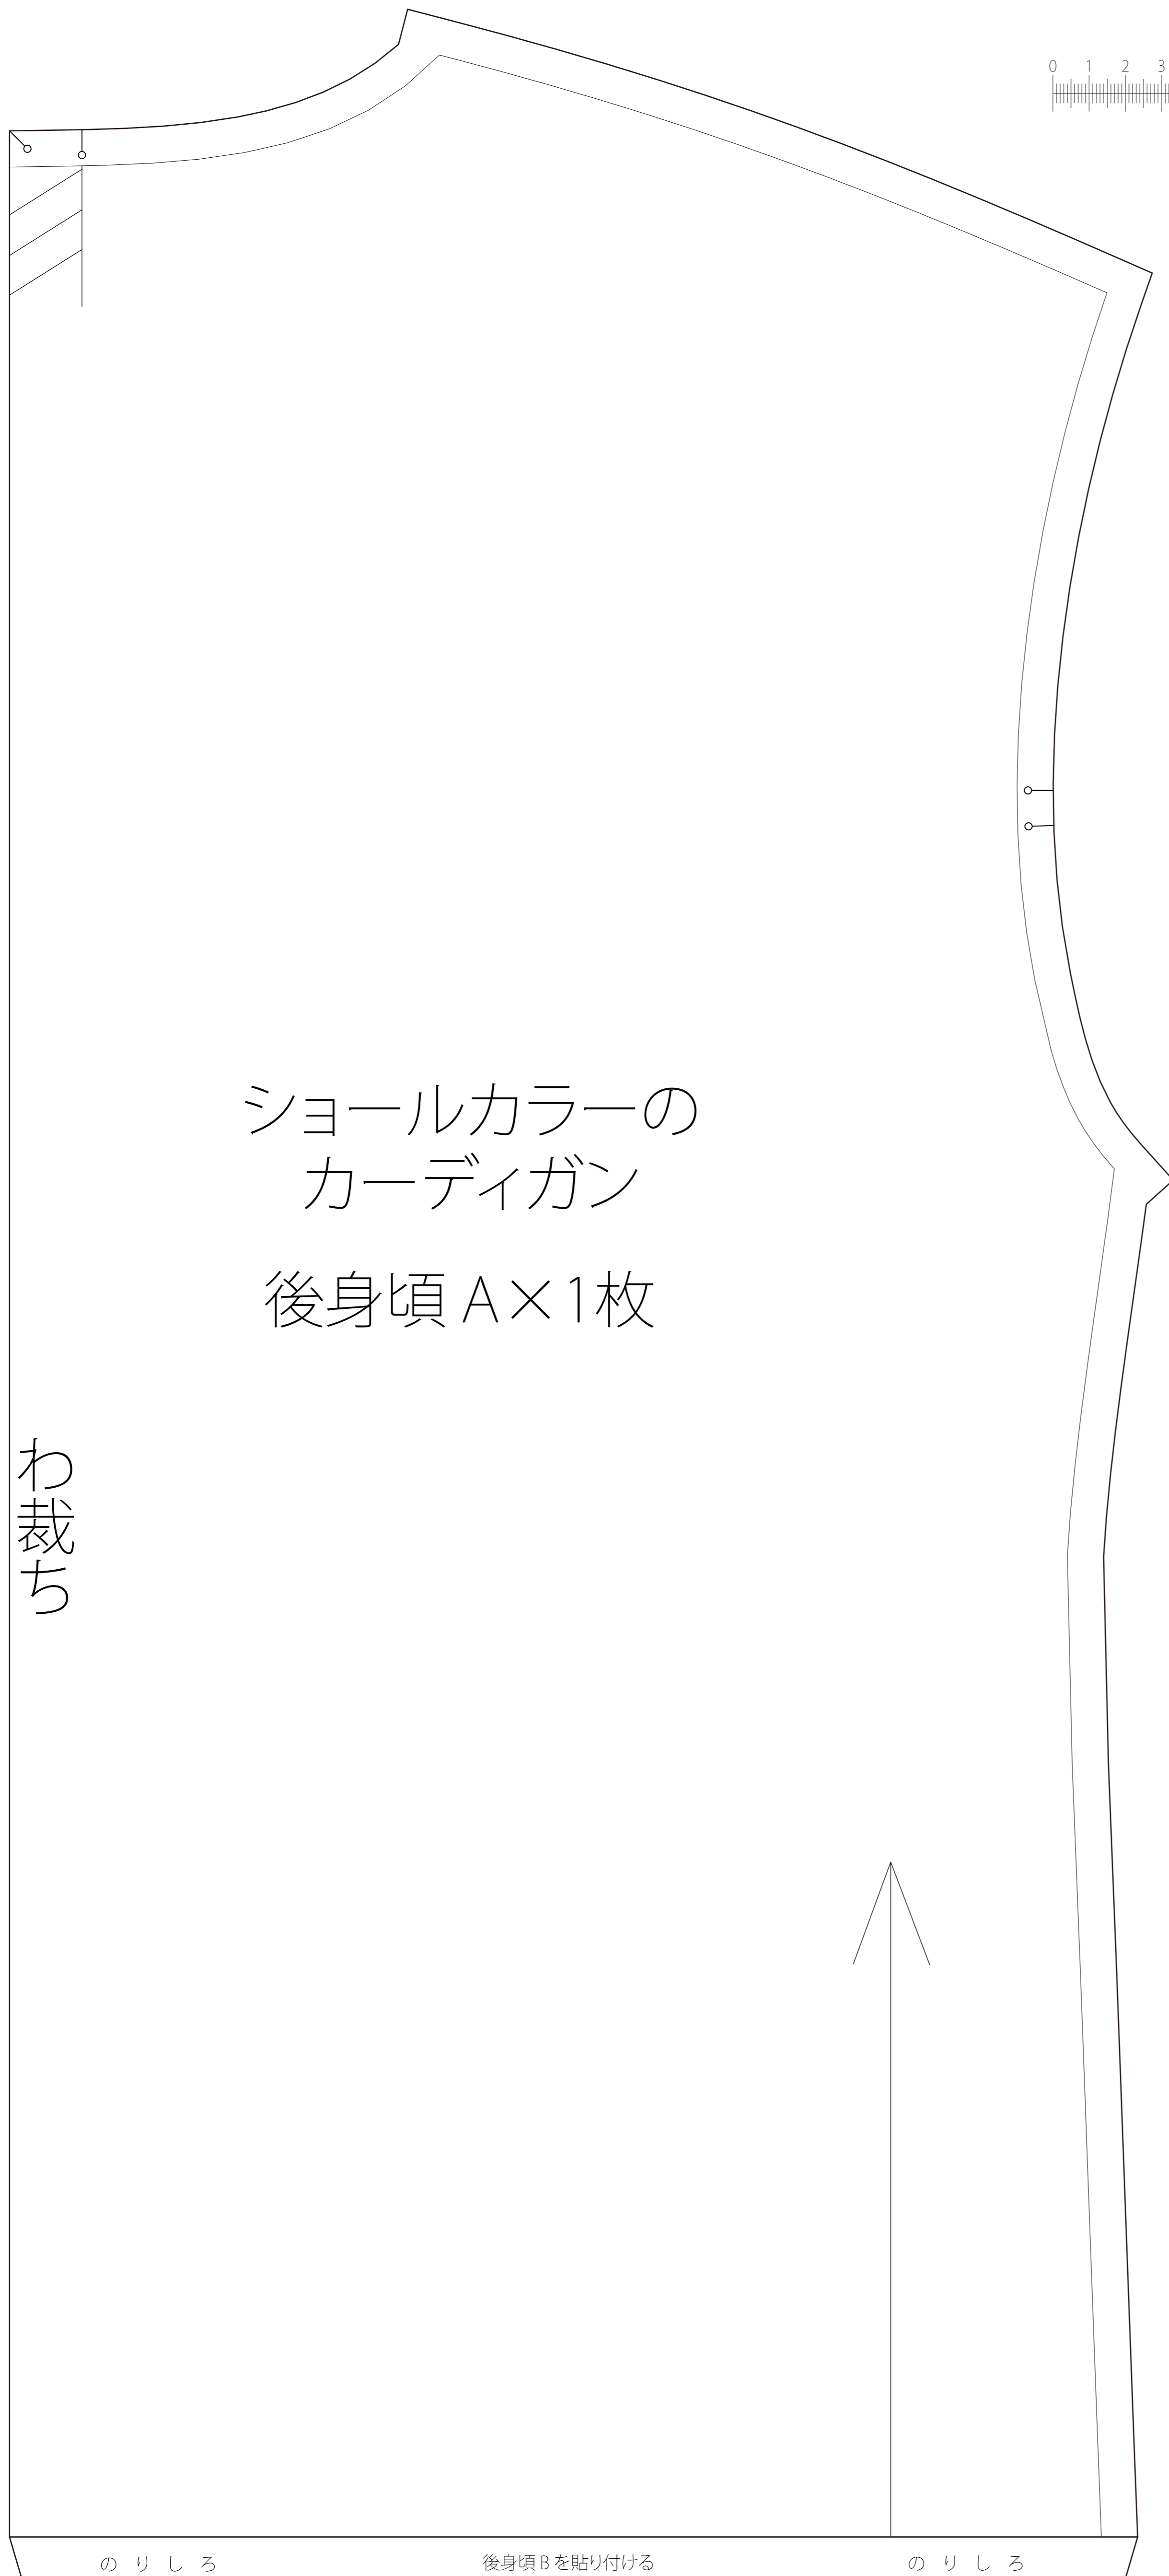 0 1 2 3
ショールカラーの
カーディガン
後身頃 A×1枚
わ裁ち
のりしろ 後身頃 B を貼り付ける のりしろ